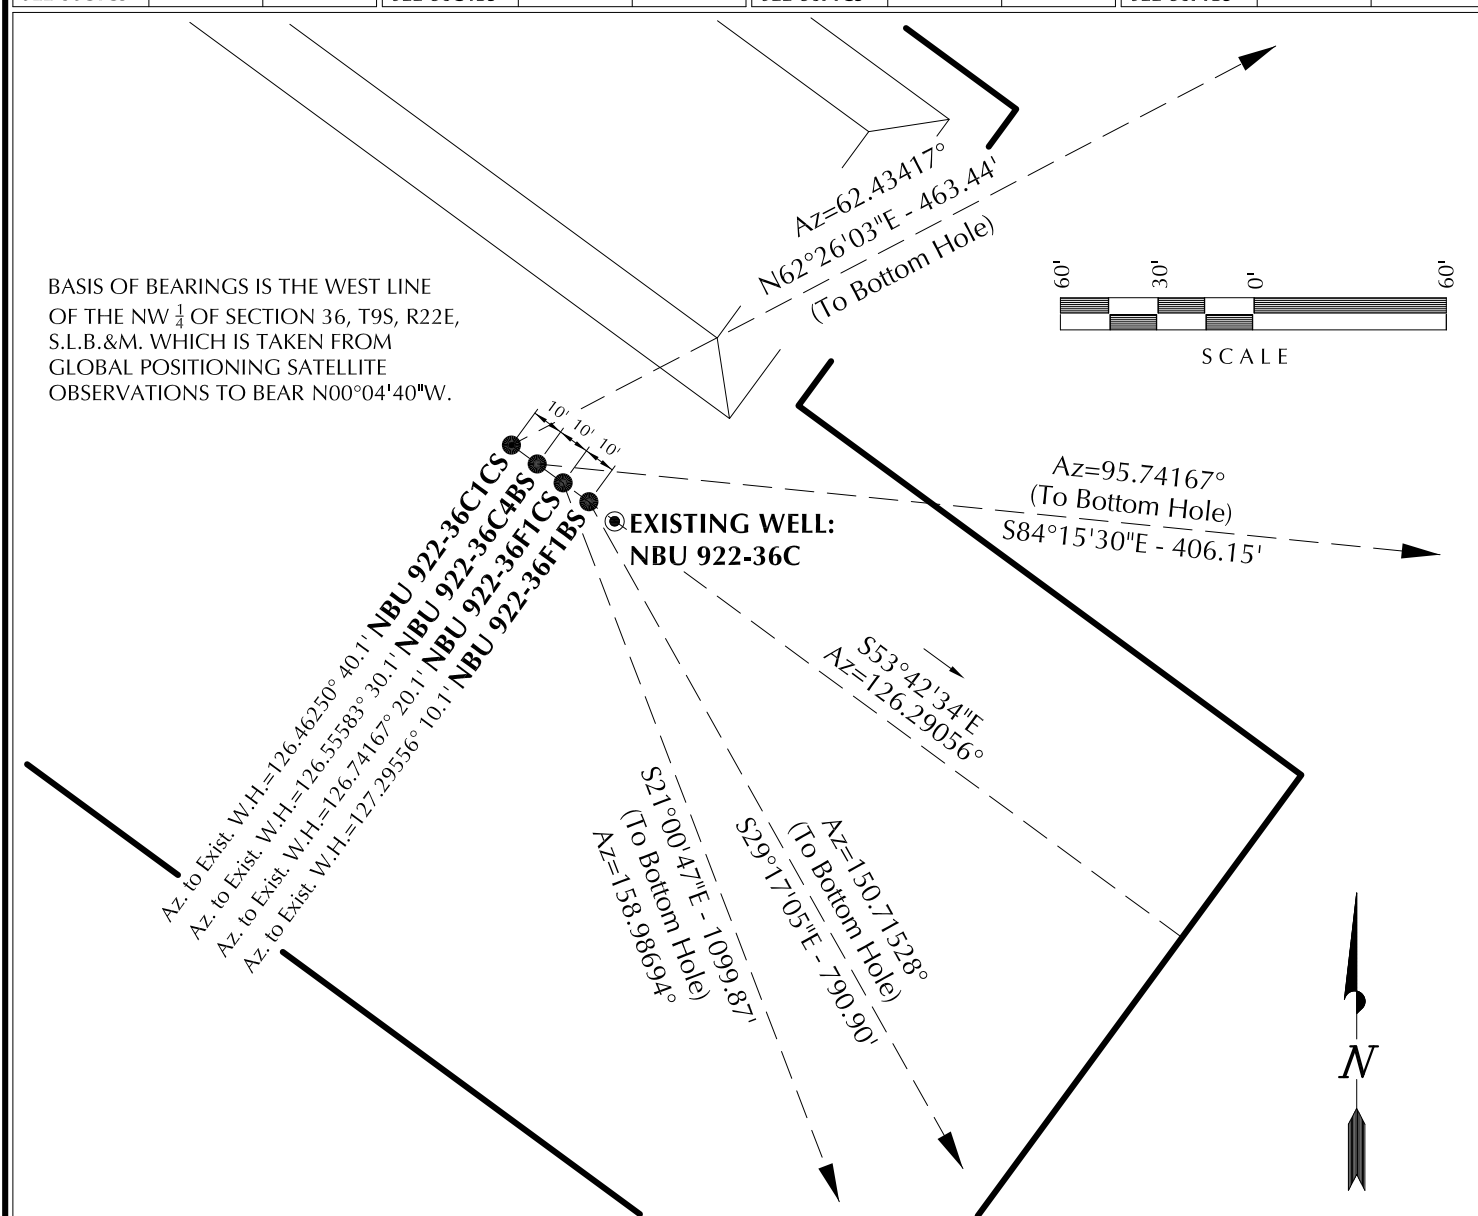 Az=62.43417°
N62°26'03"E - 463.44'
(To Bottom Hole)
BASIS OF BEARINGS IS THE WEST LINE
OF THE NW 1/4 OF SECTION 36, T9S, R22E,
S.L.B.&M. WHICH IS TAKEN FROM
GLOBAL POSITIONING SATELLITE
OBSERVATIONS TO BEAR N00°04'40"W.
60' 30' 0' 60'
SCALE
10' 10' 10'
Az=95.74167°
(To Bottom Hole)
S84°15'30"E - 406.15'
EXISTING WELL:
NBU 922-36C
Az. to Exist. W.H.=126.46250° 40.1' NBU 922-36C1CS
Az. to Exist. W.H.=126.55583° 30.1' NBU 922-36C4BS
Az. to Exist. W.H.=126.74167° 20.1' NBU 922-36F1CS
Az. to Exist. W.H.=127.29556° 10.1' NBU 922-36F1BS
S53°42'34"E
Az=126.29056°
S21°00'47"E - 1099.87'
(To Bottom Hole)
Az=158.98694°
Az=150.71528°
(To Bottom Hole)
S29°17'05"E - 790.90'
N